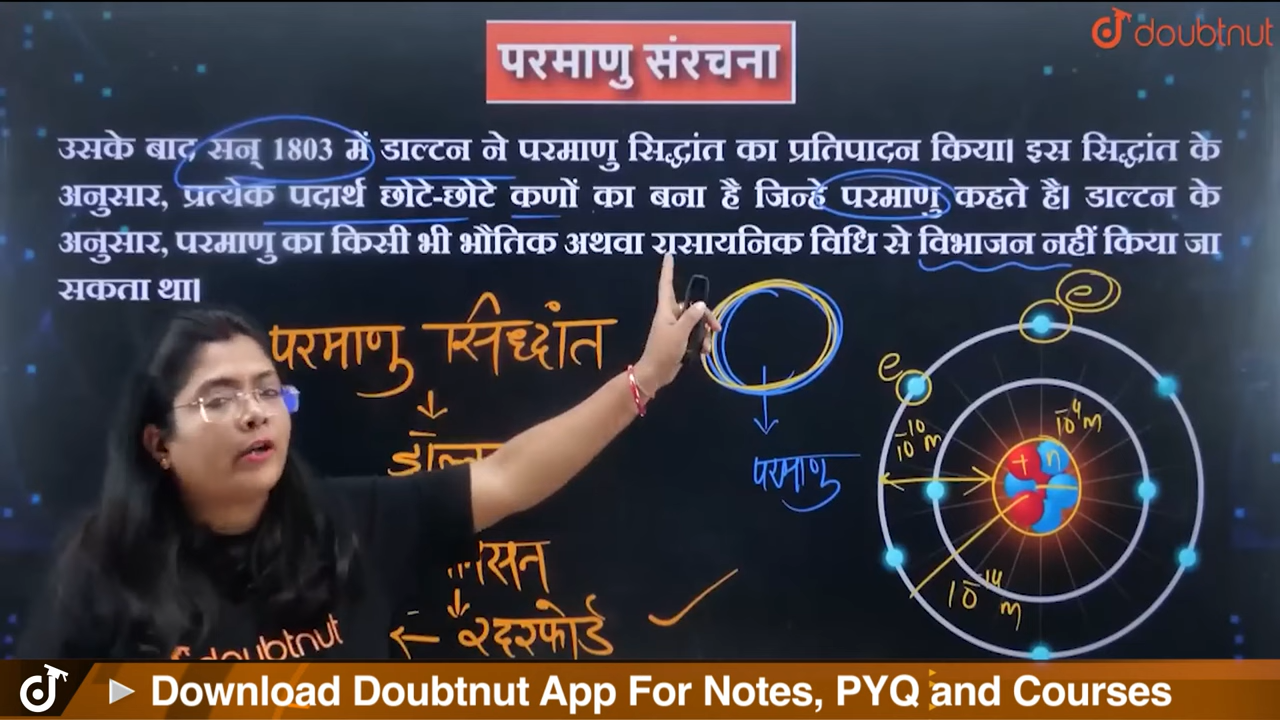 परमाणु संरचना
doubtnut
उसके बाद सन् 1803 में डाल्टन ने परमाणु सिद्धांत का प्रतिपादन किया। इस सिद्धांत के
अनुसार, प्रत्येक पदार्थ छोटे-छोटे कणों का बना है जिन्हे परमाणु कहते है। डाल्टन के
अनुसार, परमाणु का किसी भी भौतिक अथवा रासायनिक विधि से विभाजन नहीं किया जा
सकता था।
परमाणु सिद्धांत
e
e
10⁻¹⁰ m
+ n
परमाणु
10⁻¹⁴ m
रदरफोर्ड
doubtnut
Download Doubtnut App For Notes, PYQ and Courses